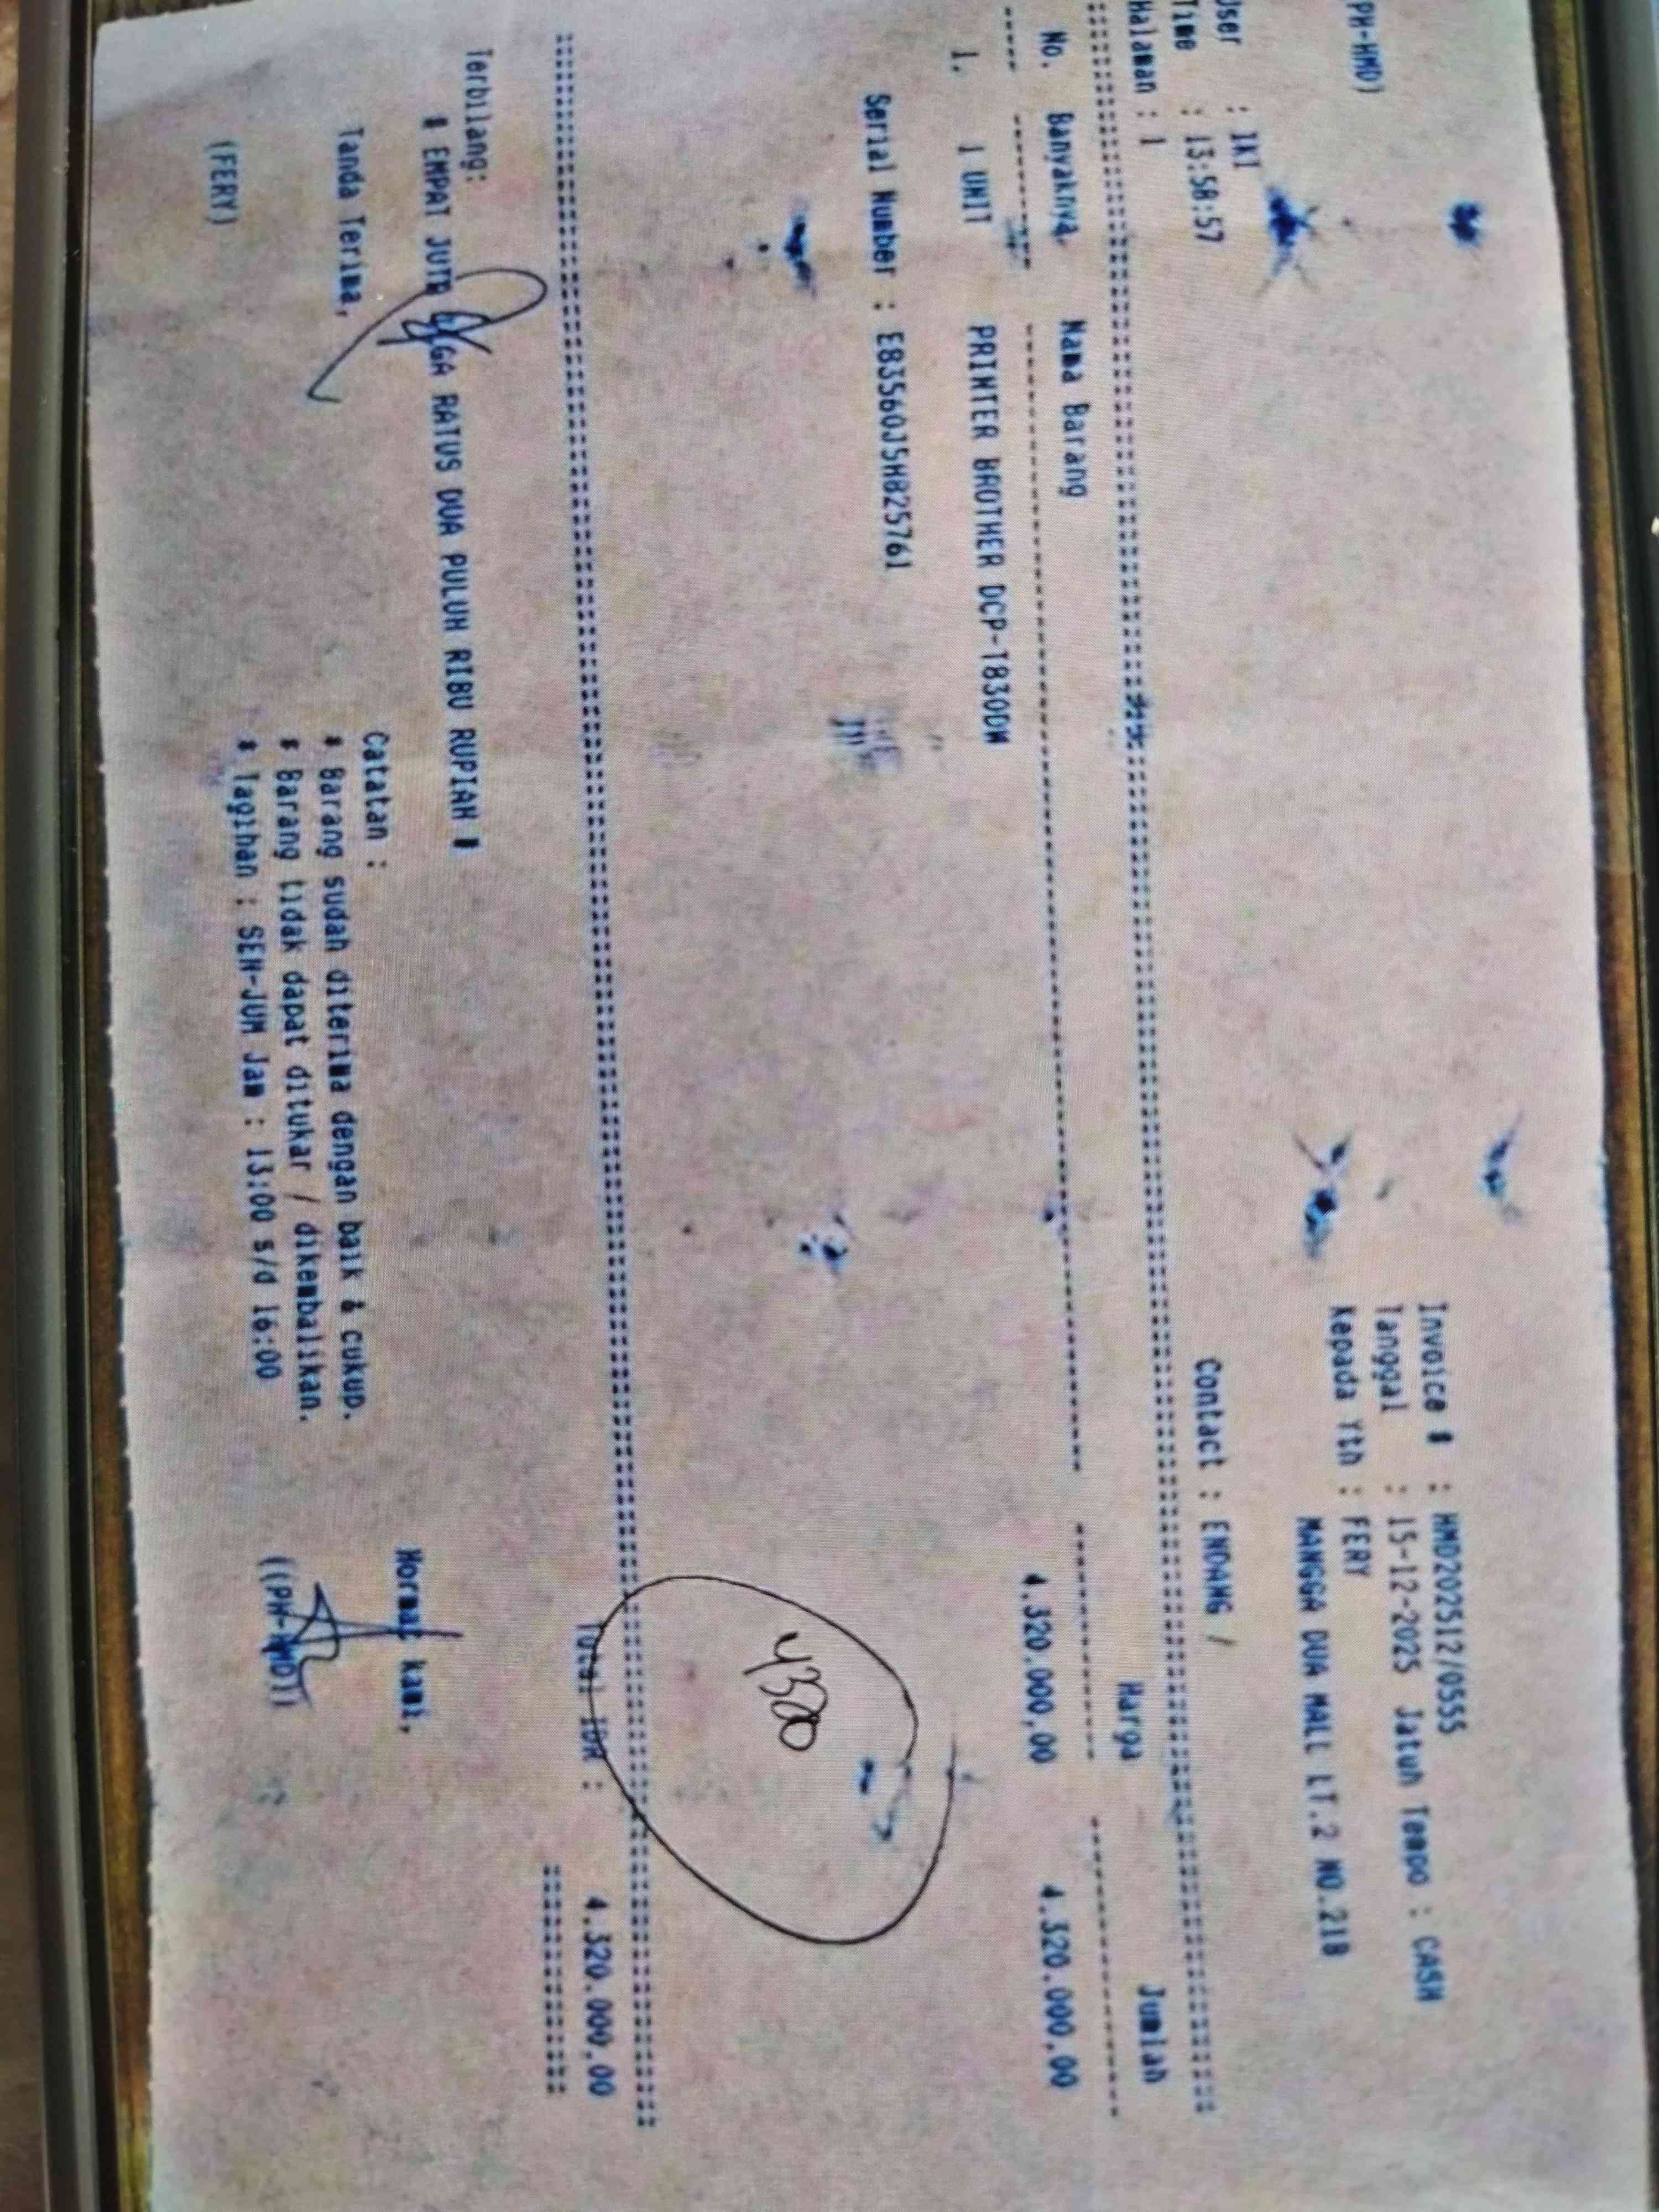 PH-HMD)
Invoice # : HMD202512/0555
Tanggal : 15-12-2025 Jatuh Tempo : CASH
Kepada Yth : FERY
MANGGA DUA MALL LT.2 NO.21B
User : IKI
Time : 13:58:57
Halaman : 1
Contact : ENDANG /
No. Banyaknya Nama Barang Harga Jumlah
1. 1 UNIT PRINTER BROTHER DCP-T830DW 4.320.000,00 4.320.000,00
Serial Number : E83560J5H825761
4320
Total IDR : 4.320.000,00
Terbilang:
# EMPAT JUTA TIGA RATUS DUA PULUH RIBU RUPIAH #
Catatan :
Tanda Terima, * Barang sudah diterima dengan baik & cukup. Hormat kami,
* Barang tidak dapat ditukar / dikembalikan.
* Tagihan : SEN-JUM Jam : 13:00 s/d 16:00
(FERY) ((PH-HMD))